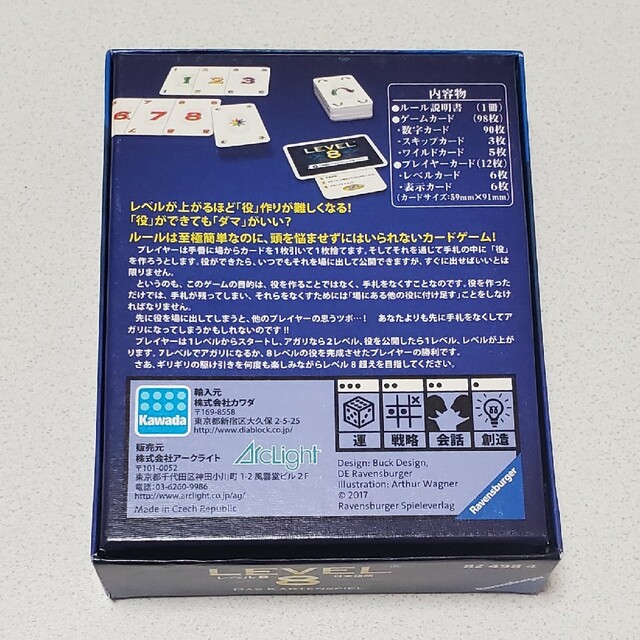 1 2 3
6 7 8
LEVEL
8
内容物
●ルール説明書 (1冊)
●ゲームカード (98枚)
・数字カード 90枚
・スキップカード 3枚
・ワイルドカード 5枚
●プレイヤーカード(12枚)
・レベルカード 6枚
・表示カード 6枚
(カードサイズ:59mm×91mm)
レベルが上がるほど「役」作りが難しくなる!
「役」ができても「ダマ」がいい?
ルールは至極簡単なのに、頭を悩ませずにはいられないカードゲーム!
プレイヤーは手番に場からカードを1枚引いて1枚捨てます。そしてそれを通じて手札の中に「役」
を作ろうとします。役ができたら、いつでもそれを場に出して公開できますが、すぐに出せばいいとは
限りません。
というのも、このゲームの目的は、役を作ることではなく、手札をなくすことなのです。役を作った
だけでは、手札が残ってしまい、それらをなくすためには「場にある他の役に付け足す」ことをしなけ
ればなりません。
先に役を場に出してしまうと、他のプレイヤーの思うツボ…! あなたよりも先に手札をなくしてア
ガリになってしまうかもしれないのです!!
プレイヤーは1レベルからスタートし、アガリなら2レベル、役を公開したら1レベル、レベルが上が
ります。7レベルでアガリになるか、8レベルの役を完成させたプレイヤーの勝利です。
さあ、ギリギリの駆け引きを何度も楽しみながらレベル8超えを目指してください。
Kawada
輸入元
株式会社カワダ
〒169-8558
東京都新宿区大久保2-5-25
http://www.diablock.co.jp/
販売元
株式会社アークライト
ArcLight
〒101-0052
東京都千代田区神田小川町1-2 風雲堂ビル2F
電話:03-6260-9986
http://www.arclight.co.jp/ag/
Made in Czech Republic
運
戦略
会話
創造
Design: Buck Design,
DE Ravensburger
Illustration: Arthur Wagner
© 2017
Ravensburger Spieleverlag
Ravensburger
LEVEL
レベル8
8
日本語版
DAS KARTENSPIEL
82 498 4